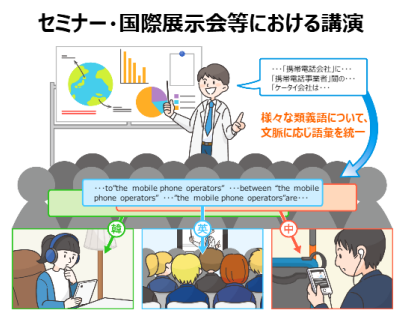 セミナー・国際展示会等における講演
・・・「携帯電話会社」に・・・
「携帯電話事業者」間の・・・
「ケータイ会社は・・・
様々な類義語について、
文脈に応じ語彙を統一
・・・to“the mobile phone operators” ・・・between “the mobile
phone operators” ・・・“the mobile phone operators”are・・・
韓
英
中